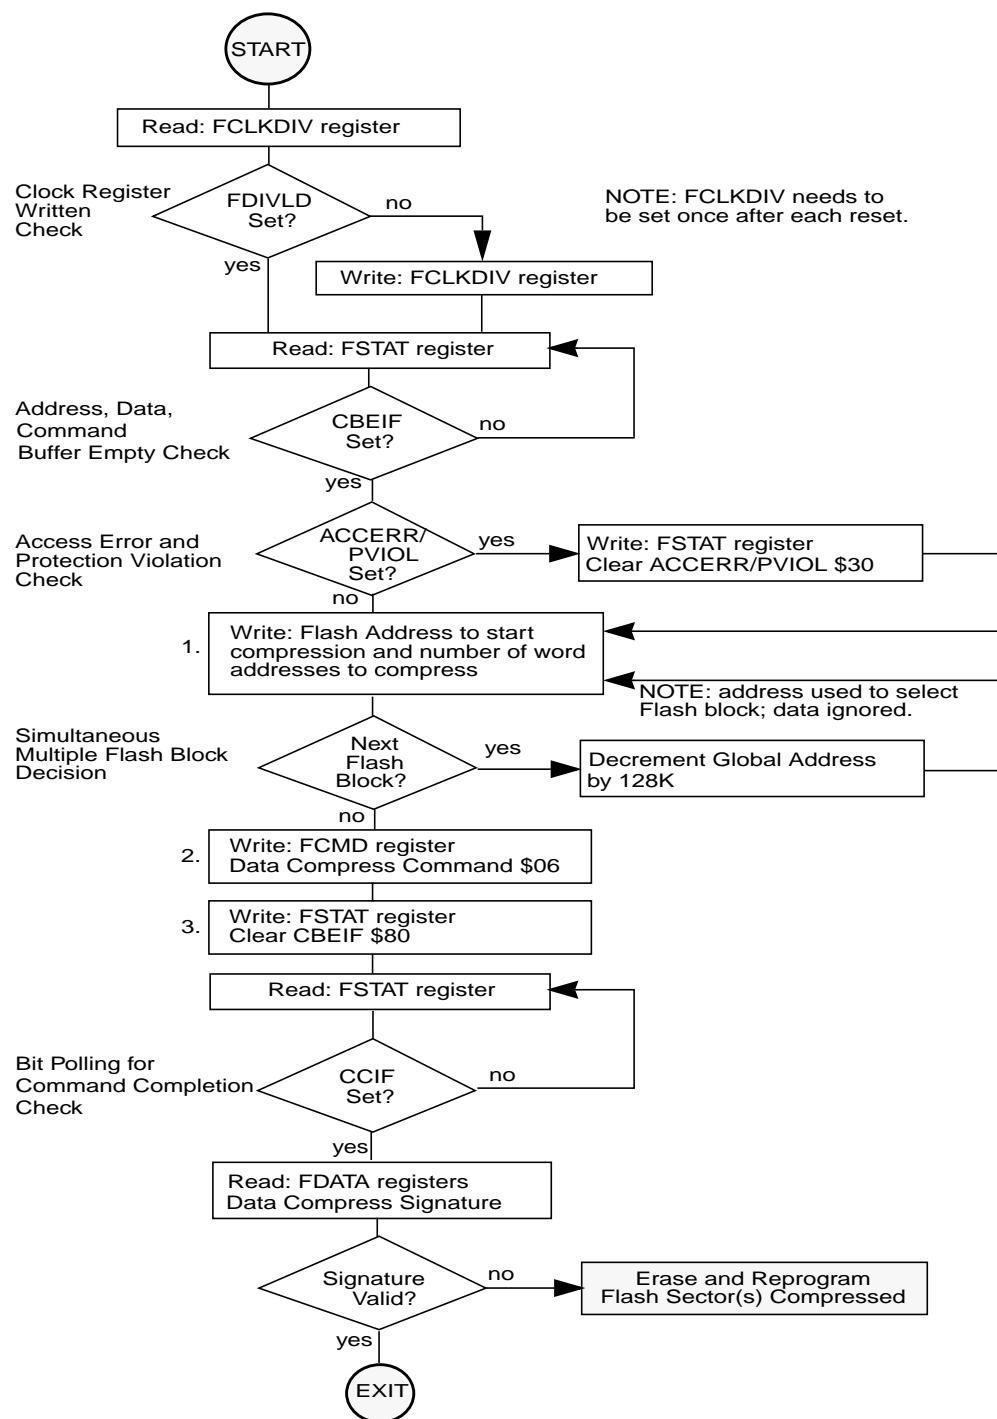 START
Read: FCLKDIV register
Clock Register
Written
Check
FDIVLD
Set?
no
yes
NOTE: FCLKDIV needs to
be set once after each reset.
Write: FCLKDIV register
Read: FSTAT register
Address, Data,
Command
Buffer Empty Check
CBEIF
Set?
no
yes
Access Error and
Protection Violation
Check
ACCERR/
PVIOL
Set?
yes
no
Write: FSTAT register
Clear ACCERR/PVIOL $30
1.
Write: Flash Address to start
compression and number of word
addresses to compress
NOTE: address used to select
Flash block; data ignored.
Simultaneous
Multiple Flash Block
Decision
Next
Flash
Block?
yes
no
Decrement Global Address
by 128K
2.
Write: FCMD register
Data Compress Command $06
3.
Write: FSTAT register
Clear CBEIF $80
Read: FSTAT register
Bit Polling for
Command Completion
Check
CCIF
Set?
no
yes
Read: FDATA registers
Data Compress Signature
Signature
Valid?
no
yes
Erase and Reprogram
Flash Sector(s) Compressed
EXIT